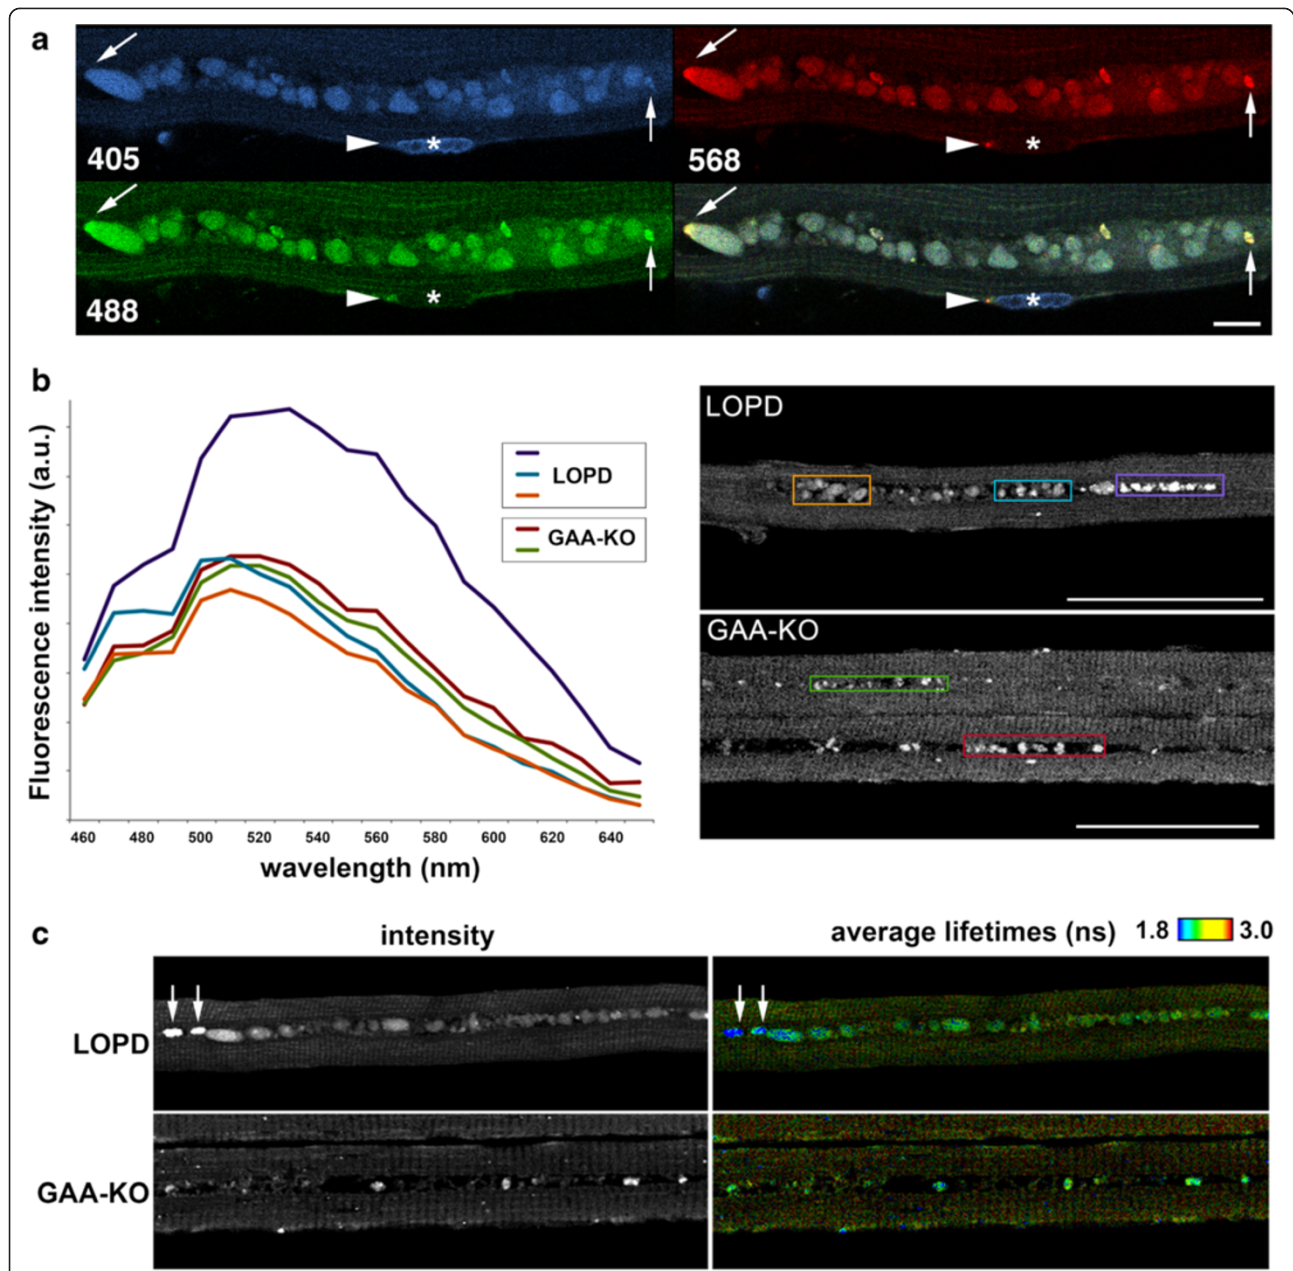 a
405
*
568
*
488
*
*
b
Fluorescence intensity (a.u.)
LOPD
GAA-KO
460 480 500 520 540 560 580 600 620 640
wavelength (nm)
LOPD
GAA-KO
c
intensity
average lifetimes (ns) 1.8 3.0
LOPD
GAA-KO